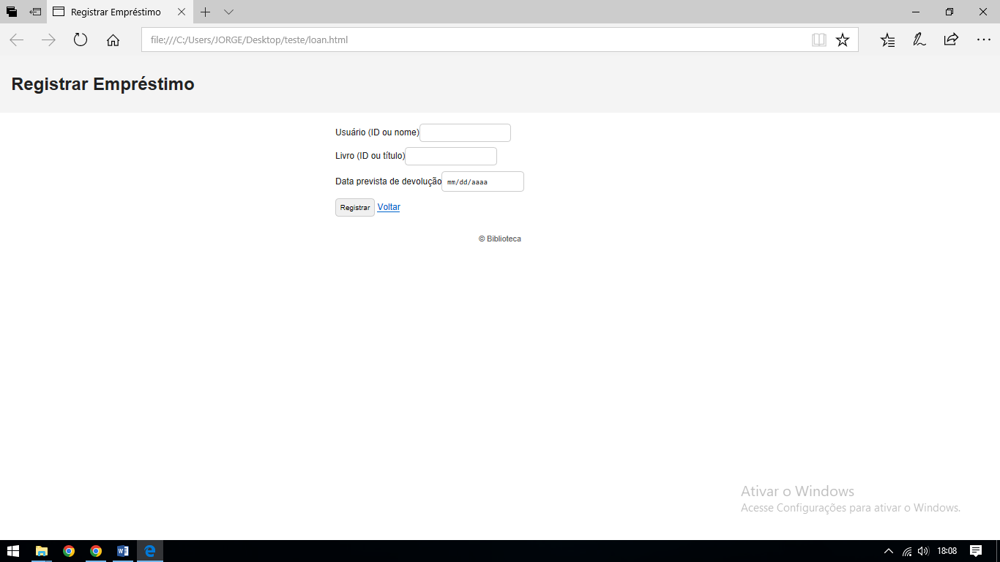 Registrar Empréstimo
file:///C:/Users/JORGE/Desktop/teste/loan.html
Registrar Empréstimo
Usuário (ID ou nome)
Livro (ID ou título)
Data prevista de devolução mm/dd/aaaa
Registrar Voltar
© Biblioteca
Ativar o Windows
Acesse Configurações para ativar o Windows.
18:08